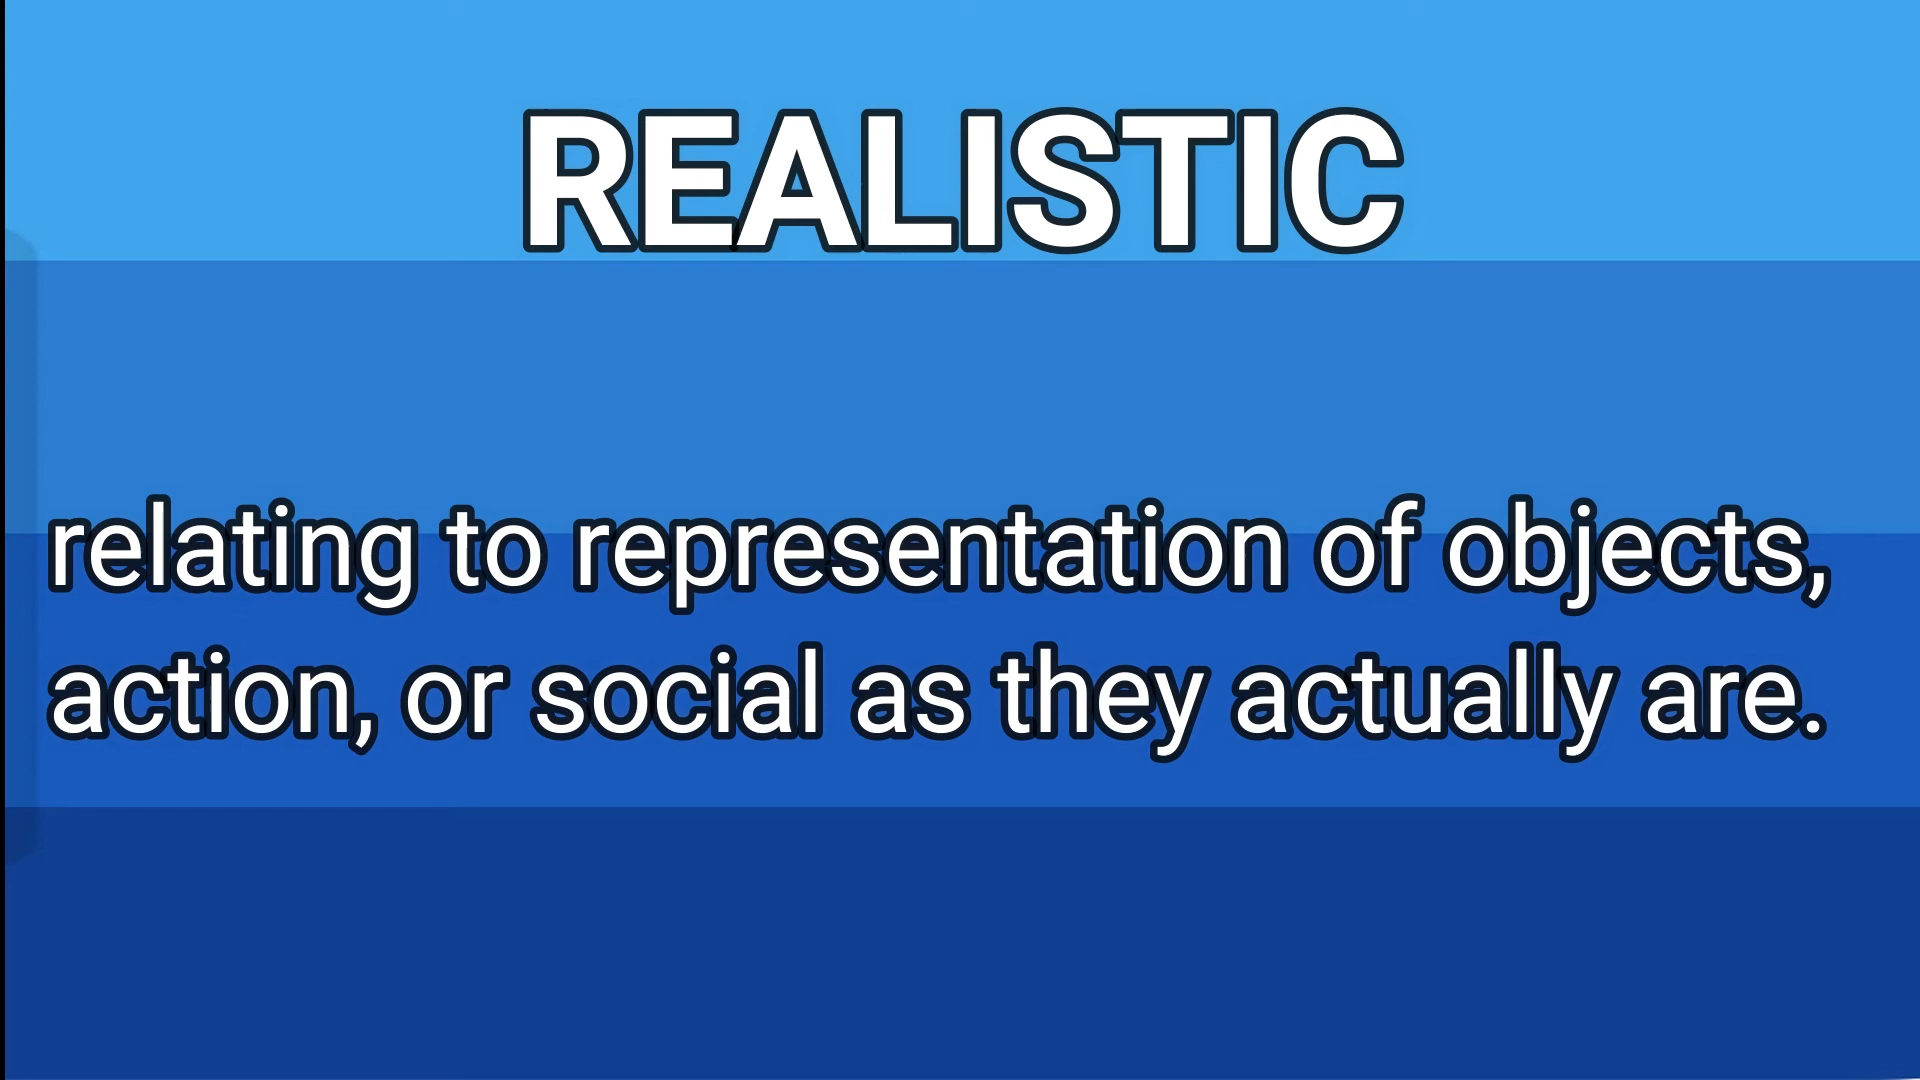 REALISTIC
relating to representation of objects,
action, or social as they actually are.